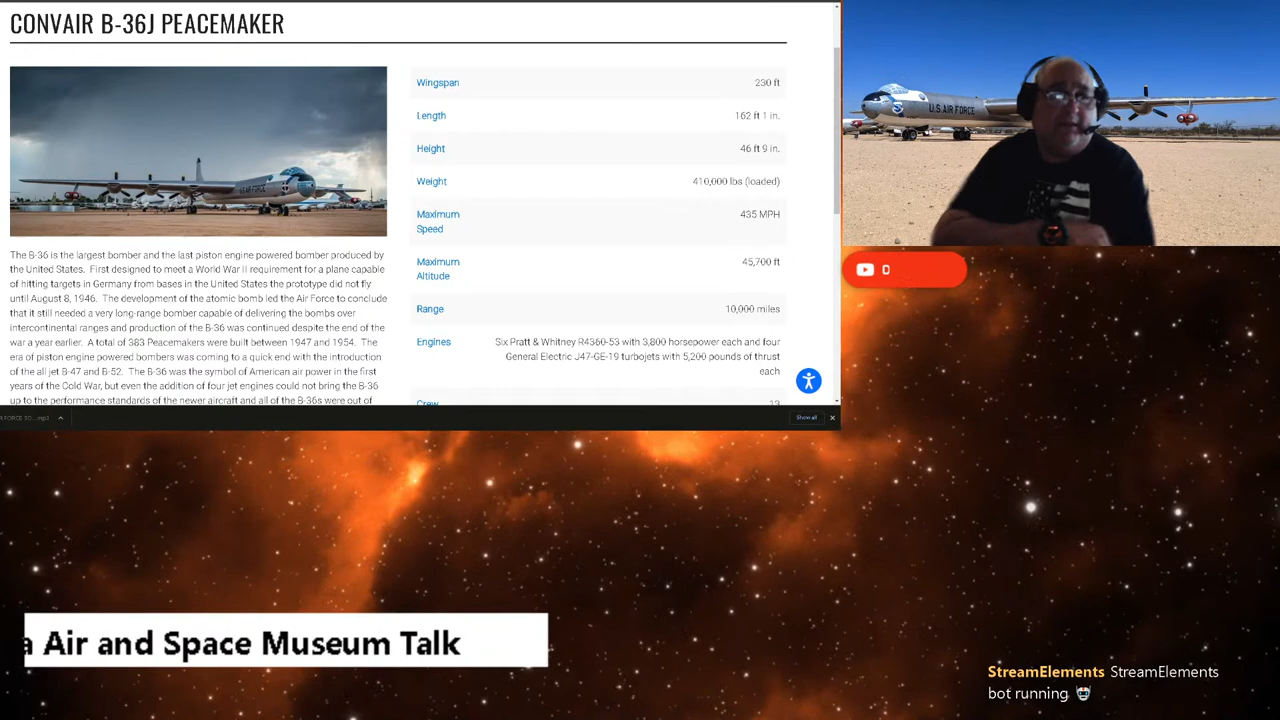 CONVAIR B-36J PEACEMAKER
Wingspan 230 ft
Length 162 ft 1 in.
Height 46 ft 9 in.
Weight 410,000 lbs (loaded)
Maximum Speed 435 MPH
Maximum Altitude 45,700 ft
Range 10,000 miles
Engines Six Pratt & Whitney R4360-53 with 3,800 horsepower each and four
General Electric J47-GE-19 turbojets with 5,200 pounds of thrust
each
Crew 13
The B-36 is the largest bomber and the last piston engine powered bomber produced by
the United States. First designed to meet a World War II requirement for a plane capable
of hitting targets in Germany from bases in the United States the prototype did not fly
until August 8, 1946. The development of the atomic bomb led the Air Force to conclude
that it still needed a very long-range bomber capable of delivering the bombs over
intercontinental ranges and production of the B-36 was continued despite the end of the
war a year earlier. A total of 383 Peacemakers were built between 1947 and 1954. The
era of piston engine powered bombers was coming to a quick end with the introduction
of the all jet B-47 and B-52. The B-36 was the symbol of American air power in the first
years of the Cold War, but even the addition of four jet engines could not bring the B-36
up to the performance standards of the newer aircraft and all of the B-36s were out of
U.S. AIR FORCE
U.S. AIR FORCE
0
FORCE SO....mp3
Show all
a Air and Space Museum Talk
StreamElements StreamElements
bot running